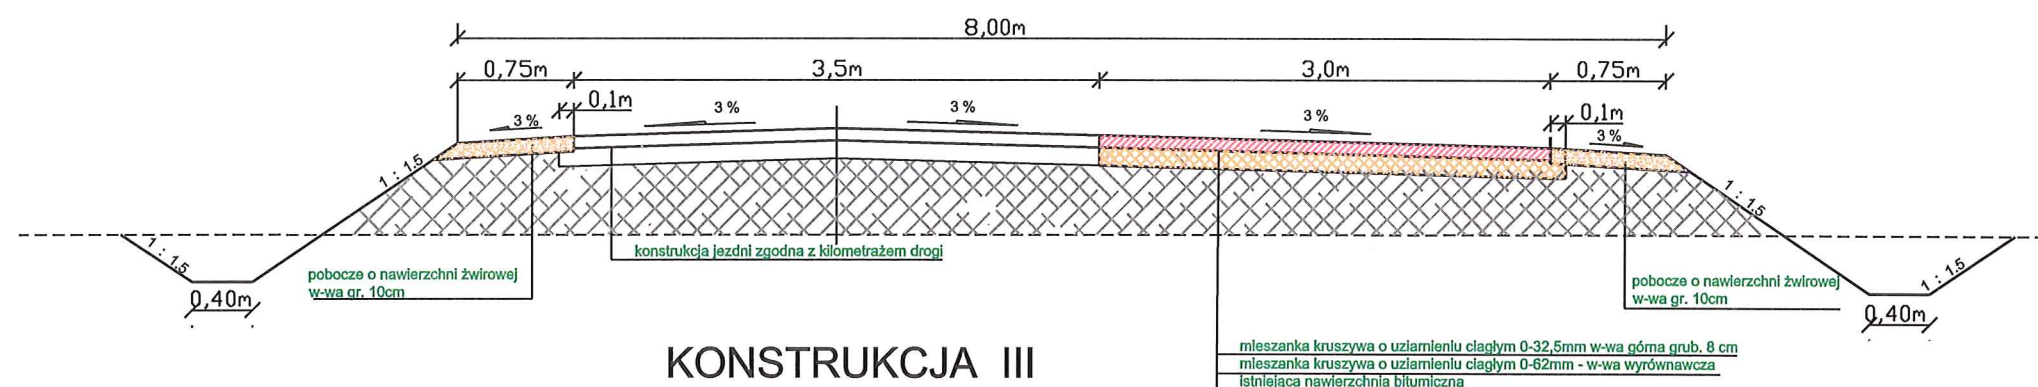 8,00m
0,75m
3,5m
3,0m
0,75m
0,1m
3 %
3 %
3 %
3 %
0,1m
3 %
1 : 1.5
1 : 1.5
1 : 1.5
1 : 1.5
konstrukcja jezdni zgodna z kilometrażem drogi
pobocze o nawierzchni żwirowej
w-wa gr. 10cm
pobocze o nawierzchni żwirowej
w-wa gr. 10cm
0,40m
0,40m
KONSTRUKCJA III
mieszanka kruszywa o uziarnieniu ciagłym 0-32,5mm w-wa górna grub. 8 cm
mieszanka kruszywa o uziarnieniu ciagłym 0-62mm - w-wa wyrównawcza
istniejąca nawierzchnia bitumiczna